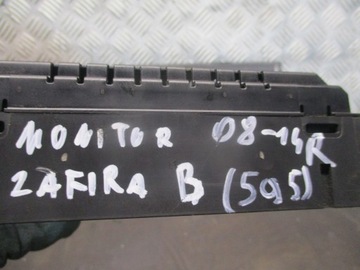 MONITOR 08-14R
ZAFIRA B (595)